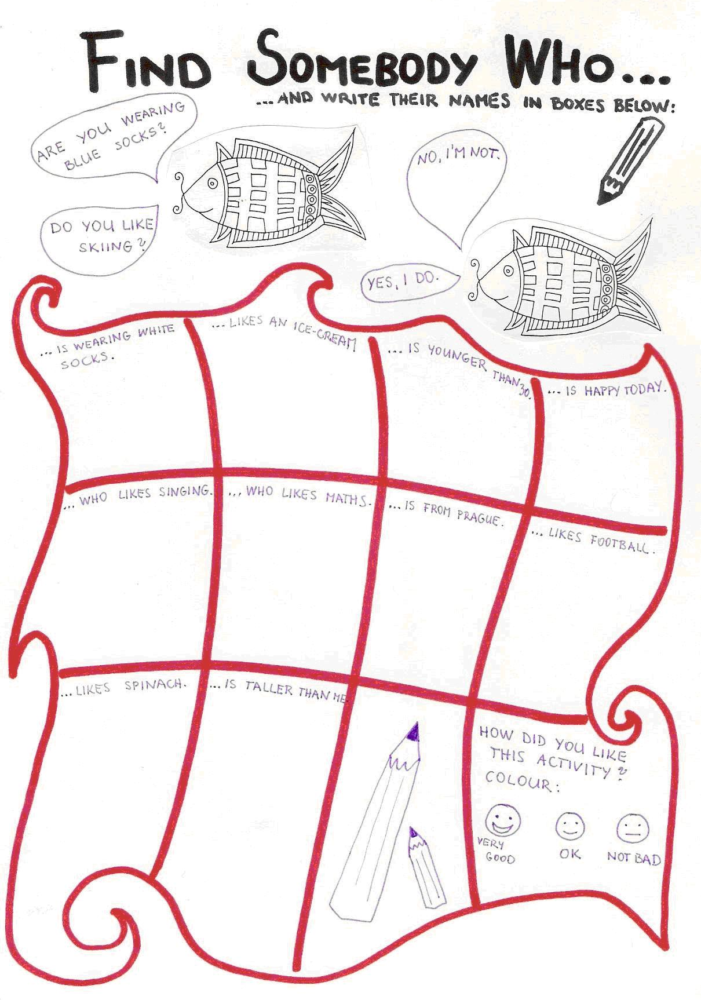 FIND SOMEBODY WHO...
...AND WRITE THEIR NAMES IN BOXES BELOW:
ARE YOU WEARING
BLUE SOCKS?
NO, I'M NOT.
DO YOU LIKE
SKIING?
YES, I DO.
... IS WEARING WHITE
SOCKS.
... LIKES AN ICE-CREAM
... IS YOUNGER THAN 30.
... IS HAPPY TODAY.
... WHO LIKES SINGING.
... WHO LIKES MATHS.
... IS FROM PRAGUE.
... LIKES FOOTBALL.
... LIKES SPINACH.
... IS TALLER THAN ME.
HOW DID YOU LIKE
THIS ACTIVITY?
COLOUR:
VERY
GOOD
OK
NOT BAD